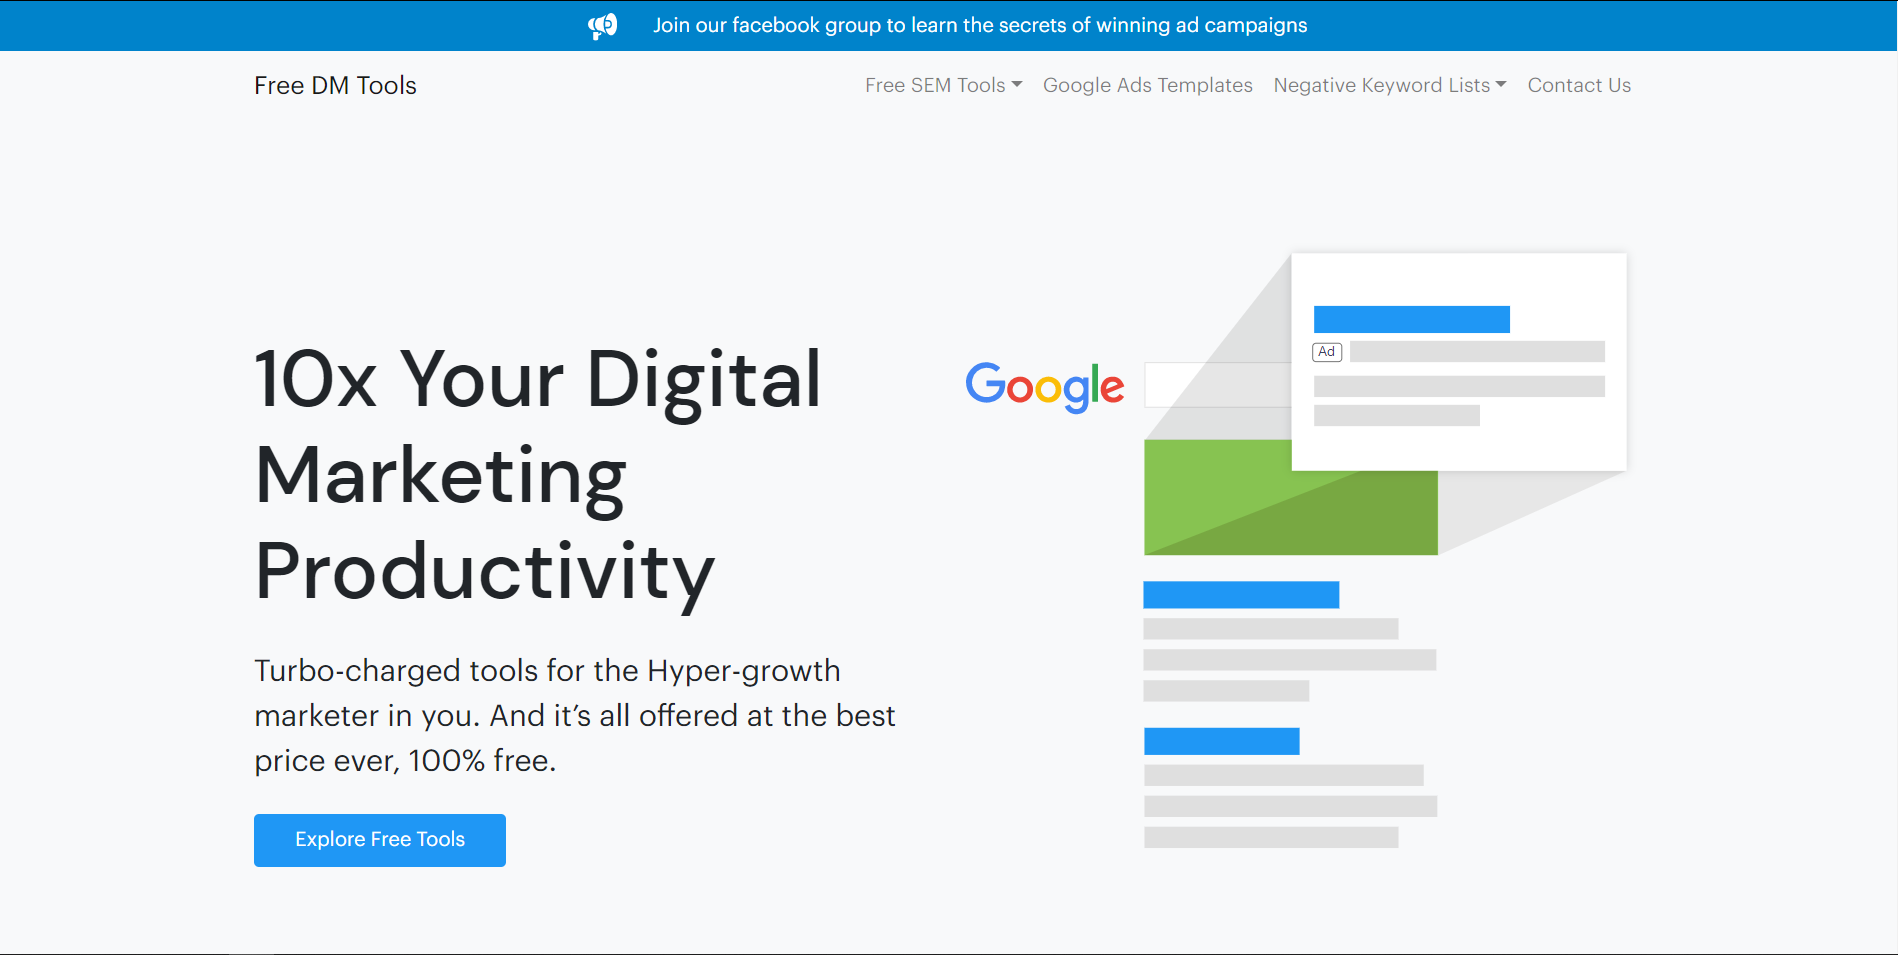 Join our facebook group to learn the secrets of winning ad campaigns
Free DM Tools
Free SEM Tools
Google Ads Templates
Negative Keyword Lists
Contact Us
10x Your Digital
Marketing
Productivity
Turbo-charged tools for the Hyper-growth
marketer in you. And it’s all offered at the best
price ever, 100% free.
Explore Free Tools
Google
Ad